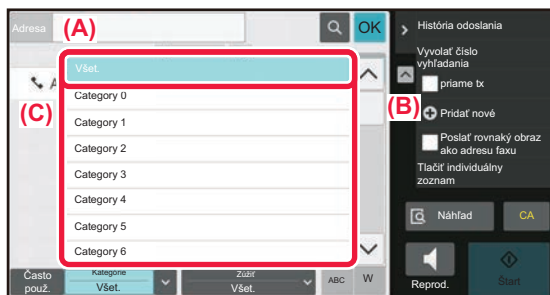 Adresa
(A)
OK
Všet.
A
(C)
Category 0
Category 1
Category 2
Category 3
Category 4
Category 5
Category 6
Často
použ.
Kategórie
Všet.
Zúžiť
Všet.
ABC
W
História odoslania
Vyvolať číslo
vyhľadania
priame tx
(B)
Pridať nové
Poslať rovnaký obraz
ako adresu faxu
Tlačiť individuálny
zoznam
Náhľad
CA
Reprod.
Štart